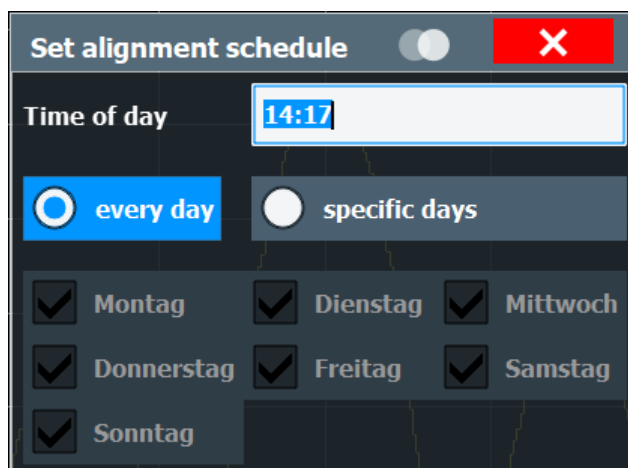 Set alignment schedule
Time of day 14:17
every day specific days
Montag Dienstag Mittwoch
Donnerstag Freitag Samstag
Sonntag